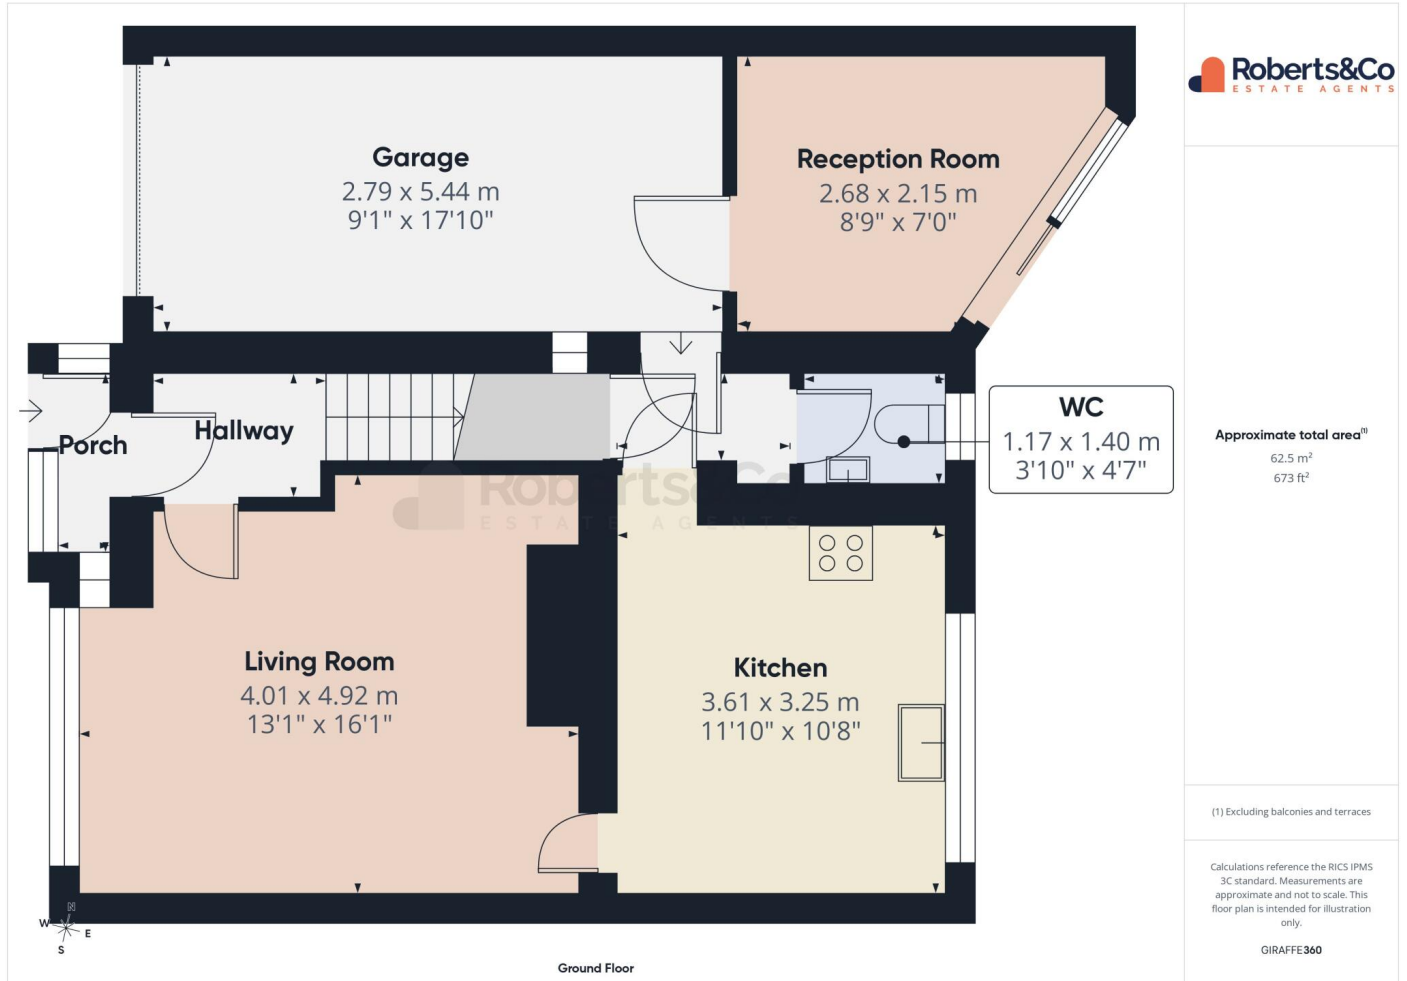 Garage
2.79 x 5.44 m
9'1" x 17'10"
Reception Room
2.68 x 2.15 m
8'9" x 7'0"
Porch
Hallway
WC
1.17 x 1.40 m
3'10" x 4'7"
Roberts&Co
ESTATE AGENTS
Living Room
4.01 x 4.92 m
13'1" x 16'1"
Kitchen
3.61 x 3.25 m
11'10" x 10'8"
N
W
E
S
Ground Floor
Roberts&Co
ESTATE AGENTS
Approximate total area(1)
62.5 m²
673 ft²
(1) Excluding balconies and terraces
Calculations reference the RICS IPMS
3C standard. Measurements are
approximate and not to scale. This
floor plan is intended for illustration
only.
GIRAFFE360